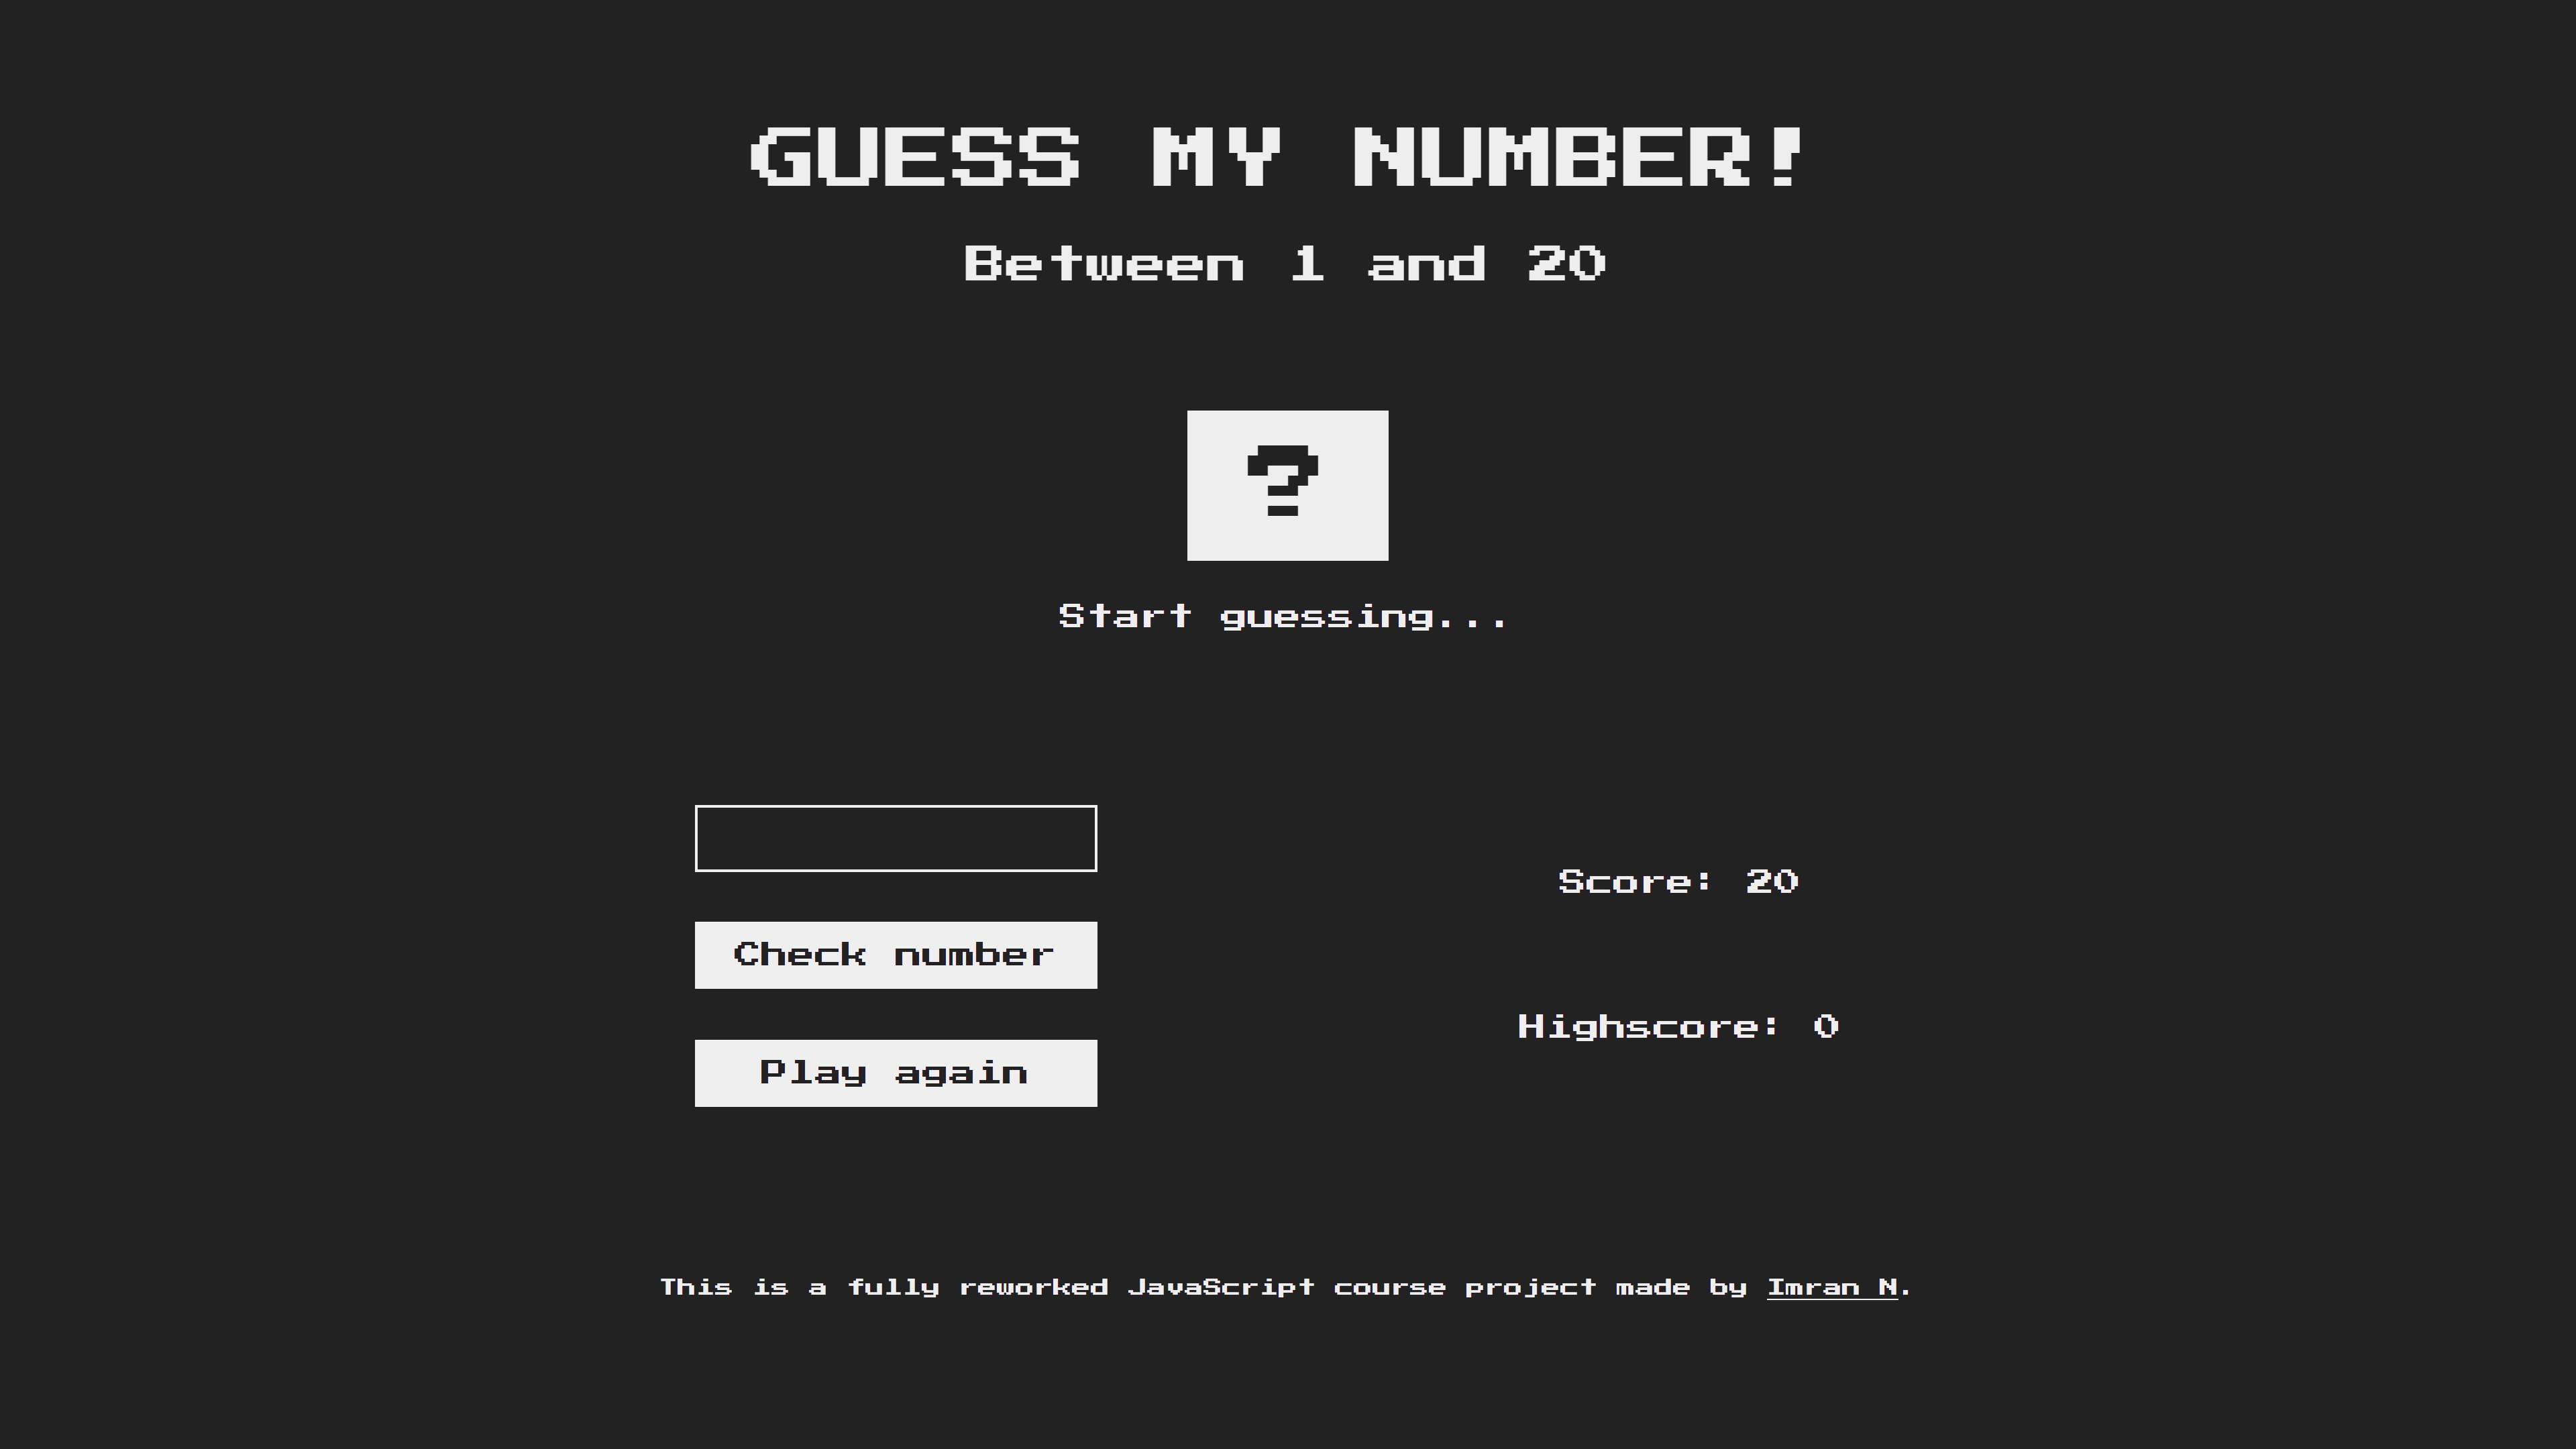 GUESS MY NUMBER!
Between 1 and 20
?
Start guessing...
Check number
Play again
Score: 20
Highscore: 0
This is a fully reworked JavaScript course project made by Imran N.